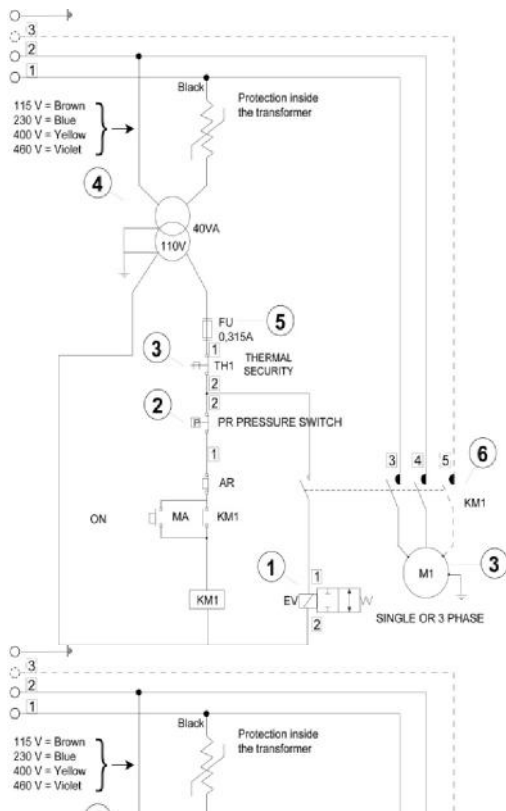 3
2
1
Black
Protection inside
the transformer
115 V = Brown
230 V = Blue
400 V = Yellow
460 V = Violet
4
40VA
110V
FU
0,315A
5
1
3
TH1
THERMAL
SECURITY
2
2
2
P
PR PRESSURE SWITCH
1
AR
3
4
5
6
KM1
ON
MA
KM1
1
1
M1
3
KM1
EV
2
SINGLE OR 3 PHASE
3
2
1
Black
Protection inside
the transformer
115 V = Brown
230 V = Blue
400 V = Yellow
460 V = Violet